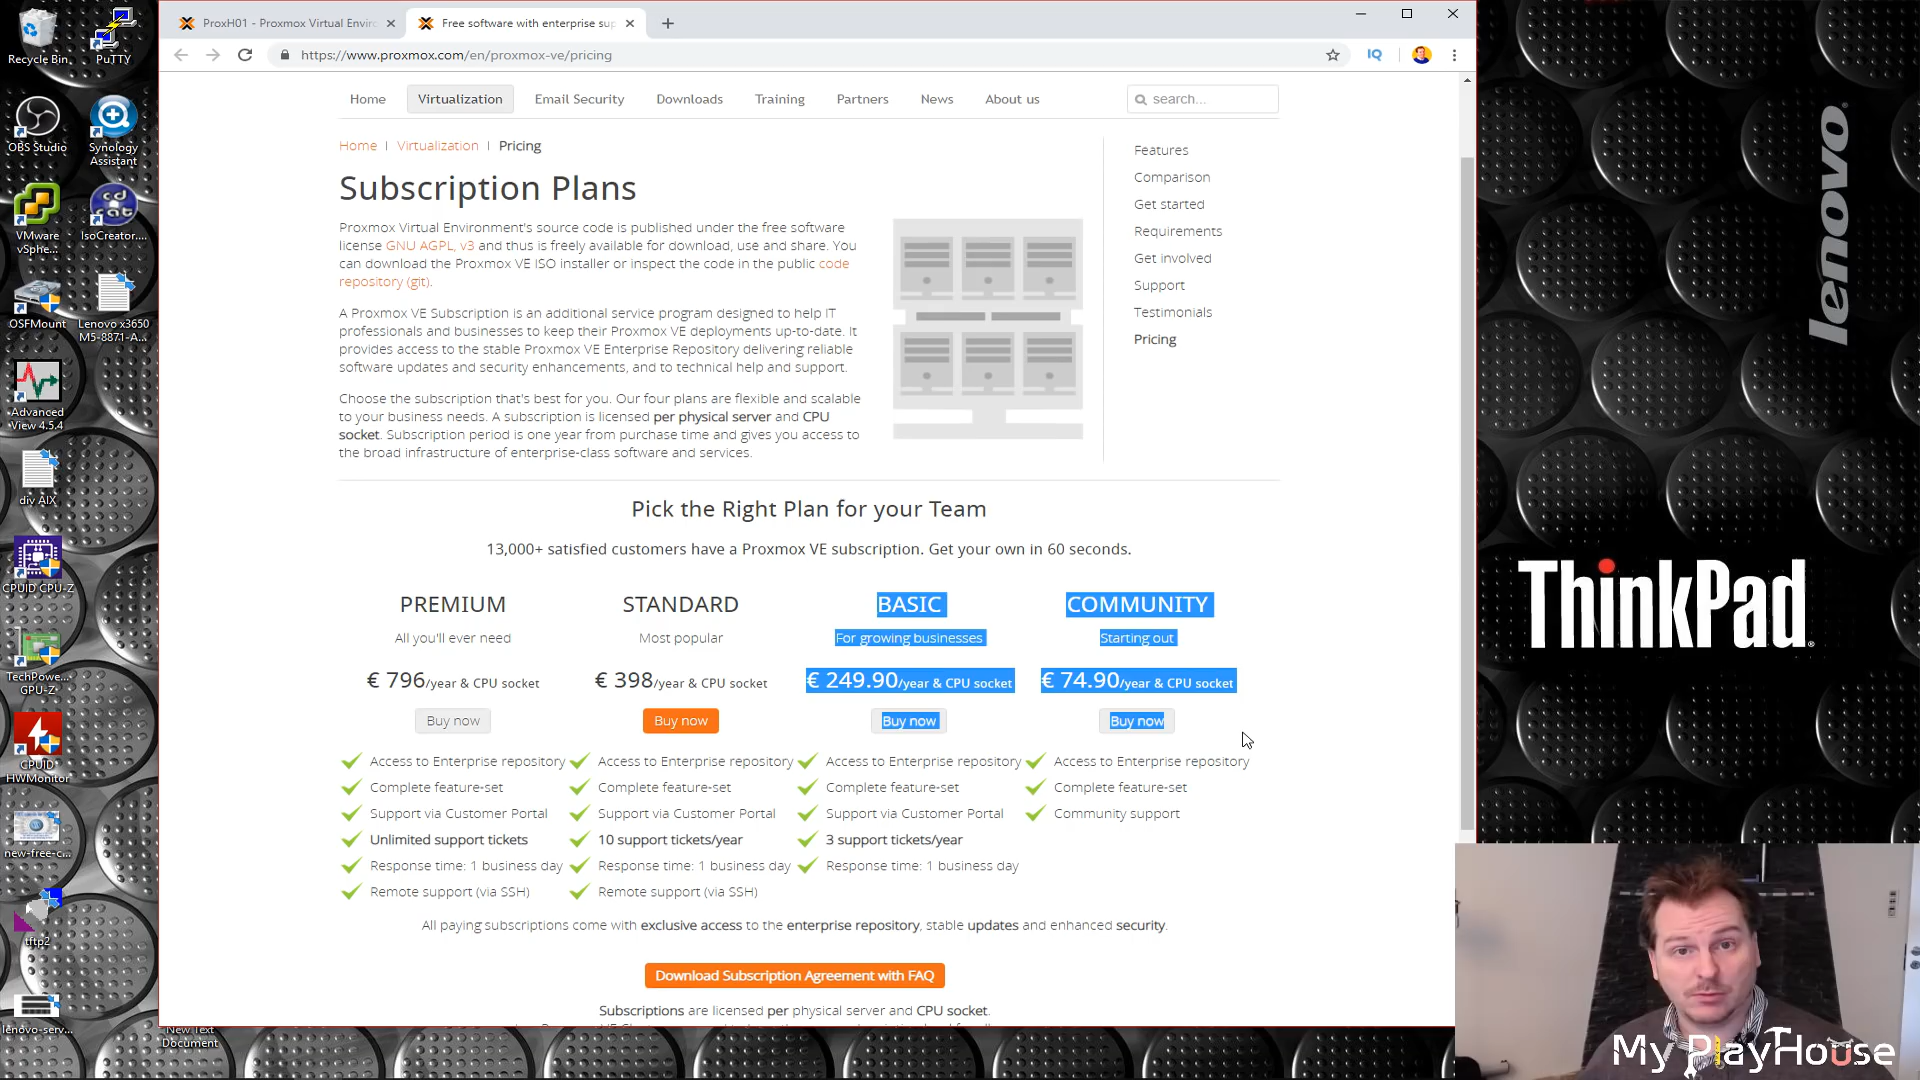 ProxH01 - Proxmox Virtual Enviro
Free software with enterprise sup
https://www.proxmox.com/en/proxmox-ve/pricing
IQ
Home
Virtualization
Email Security
Downloads
Training
Partners
News
About us
search...
Home | Virtualization | Pricing
Subscription Plans
Proxmox Virtual Environment's source code is published under the free software
license GNU AGPL, v3 and thus is freely available for download, use and share. You
can download the Proxmox VE ISO installer or inspect the code in the public code
repository (git).
A Proxmox VE Subscription is an additional service program designed to help IT
professionals and businesses to keep their Proxmox VE deployments up-to-date. It
provides access to the stable Proxmox VE Enterprise Repository delivering reliable
software updates and security enhancements, and to technical help and support.
Choose the subscription that's best for you. Our four plans are flexible and scalable
to your business needs. A subscription is licensed per physical server and CPU
socket. Subscription period is one year from purchase time and gives you access to
the broad infrastructure of enterprise-class software and services.
Features
Comparison
Get started
Requirements
Get involved
Support
Testimonials
Pricing
Pick the Right Plan for your Team
13,000+ satisfied customers have a Proxmox VE subscription. Get your own in 60 seconds.
PREMIUM
All you'll ever need
€ 796/year & CPU socket
Buy now
Access to Enterprise repository
Complete feature-set
Support via Customer Portal
Unlimited support tickets
Response time: 1 business day
Remote support (via SSH)
STANDARD
Most popular
€ 398/year & CPU socket
Buy now
Access to Enterprise repository
Complete feature-set
Support via Customer Portal
10 support tickets/year
Response time: 1 business day
Remote support (via SSH)
BASIC
For growing businesses
€ 249.90/year & CPU socket
Buy now
Access to Enterprise repository
Complete feature-set
Support via Customer Portal
3 support tickets/year
Response time: 1 business day
COMMUNITY
Starting out
€ 74.90/year & CPU socket
Buy now
Access to Enterprise repository
Complete feature-set
Community support
All paying subscriptions come with exclusive access to the enterprise repository, stable updates and enhanced security.
Download Subscription Agreement with FAQ
Subscriptions are licensed per physical server and CPU socket.
Recycle Bin
PuTTY
OBS Studio
Synology
Assistant
VMware
vSphe...
IsoCreator....
OSFMount
Lenovo x3650
M5-8871-A...
Advanced
View 4.5.4
div AIX
CPUID CPU-Z
TechPowe...
GPU-Z
CPUID
HWMonitor
new-free-c...
tftp2
lenovo-serv...
New Text
Document
lenovo
ThinkPad
My PlayHouse